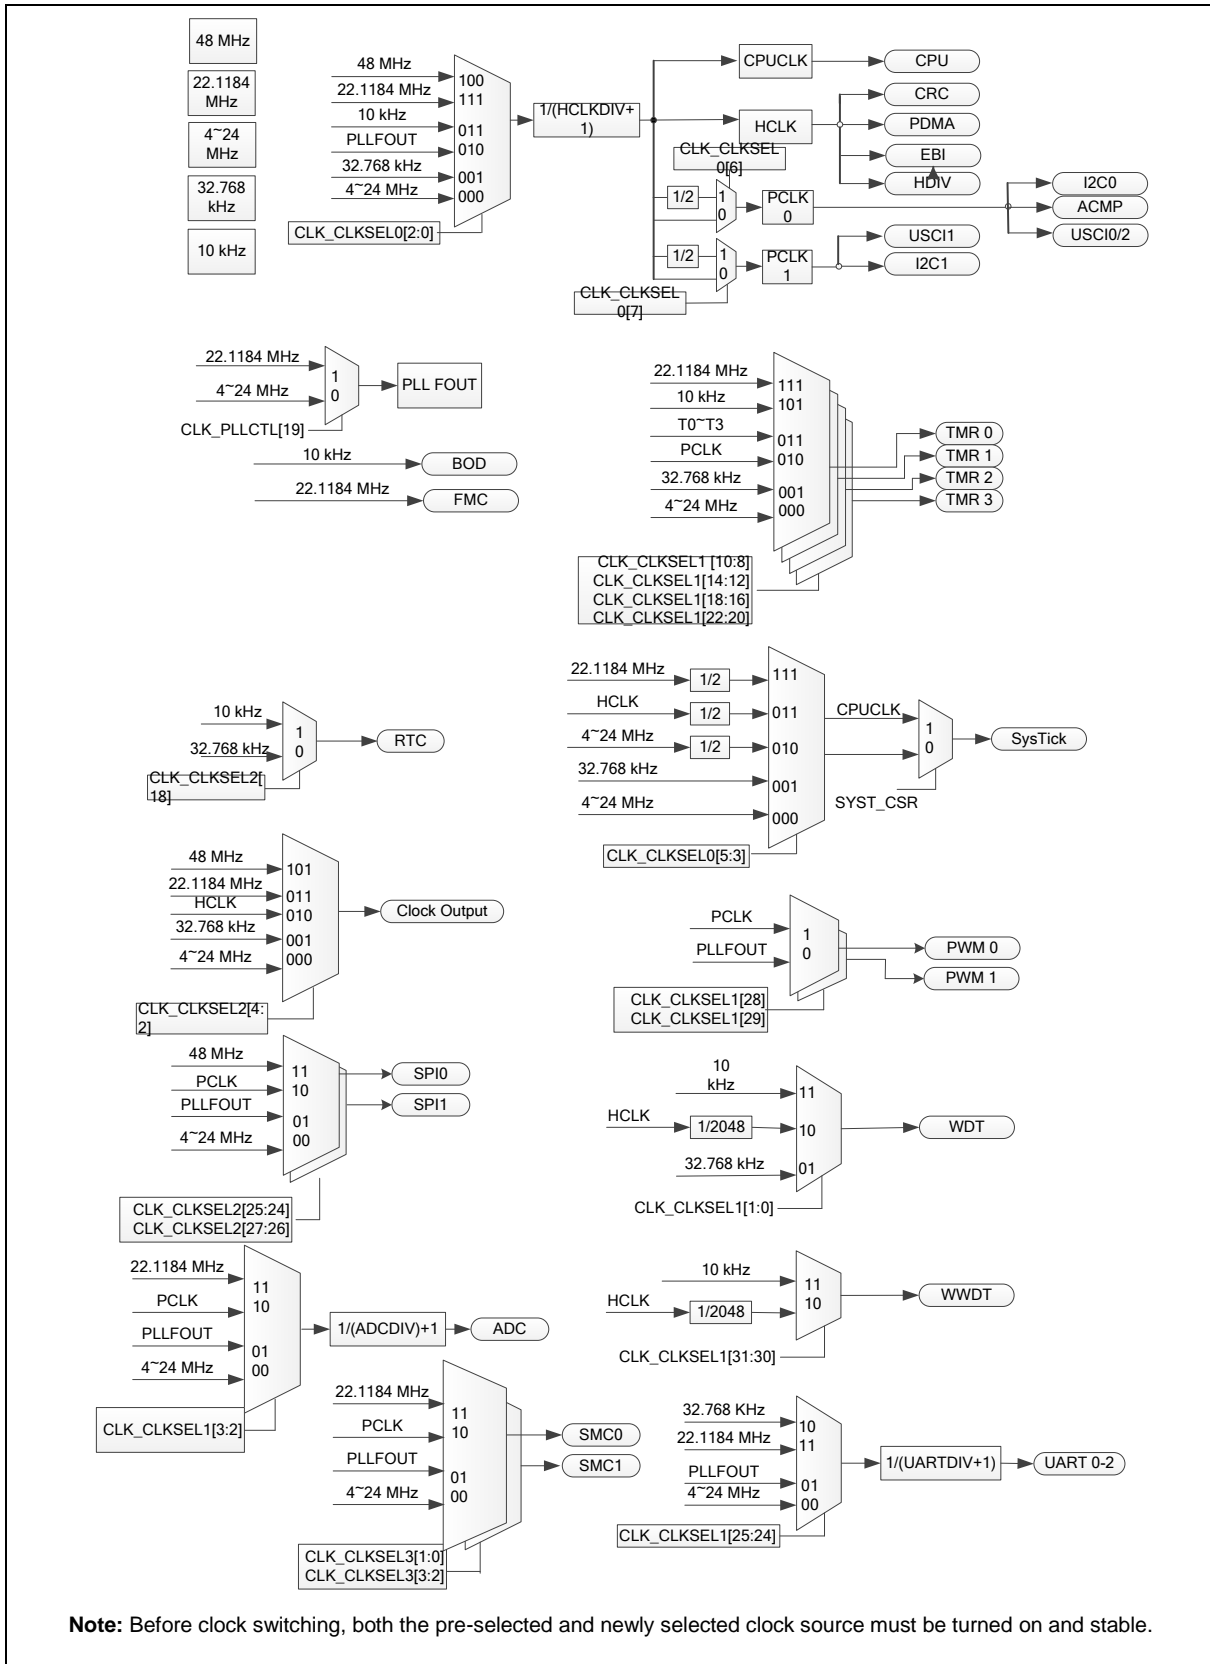 48 MHz
22.1184
MHz
4~24
MHz
32.768
kHz
10 kHz
48 MHz
22.1184 MHz
10 kHz
PLLFOUT
32.768 kHz
4~24 MHz
100
111
011
010
001
000
CLK_CLKSEL0[2:0]
1/(HCLKDIV+
1)
CPUCLK
CPU
HCLK
CRC
PDMA
EBI
HDIV
CLK_CLKSEL
0[6]
1/2
1
0
PCLK
0
I2C0
ACMP
USCI0/2
1/2
1
0
PCLK
1
USCI1
I2C1
CLK_CLKSEL
0[7]
22.1184 MHz
4~24 MHz
1
0
PLL FOUT
CLK_PLLCTL[19]
10 kHz
BOD
22.1184 MHz
FMC
22.1184 MHz
10 kHz
T0~T3
PCLK
32.768 kHz
4~24 MHz
111
101
011
010
001
000
TMR 0
TMR 1
TMR 2
TMR 3
CLK_CLKSEL1 [10:8]
CLK_CLKSEL1[14:12]
CLK_CLKSEL1[18:16]
CLK_CLKSEL1[22:20]
10 kHz
32.768 kHz
1
0
RTC
CLK_CLKSEL2[
18]
22.1184 MHz
HCLK
4~24 MHz
32.768 kHz
4~24 MHz
1/2
1/2
1/2
111
011
010
001
000
CPUCLK
1
0
SysTick
SYST_CSR
CLK_CLKSEL0[5:3]
48 MHz
22.1184 MHz
HCLK
32.768 kHz
4~24 MHz
101
011
010
001
000
Clock Output
CLK_CLKSEL2[4:
2]
PCLK
PLLFOUT
1
0
PWM 0
PWM 1
CLK_CLKSEL1[28]
CLK_CLKSEL1[29]
48 MHz
PCLK
PLLFOUT
4~24 MHz
11
10
01
00
SPI0
SPI1
CLK_CLKSEL2[25:24]
CLK_CLKSEL2[27:26]
10
kHz
HCLK
1/2048
32.768 kHz
11
10
01
WDT
CLK_CLKSEL1[1:0]
22.1184 MHz
PCLK
PLLFOUT
4~24 MHz
11
10
01
00
1/(ADCDIV)+1
ADC
CLK_CLKSEL1[3:2]
10 kHz
HCLK
1/2048
11
10
WWDT
CLK_CLKSEL1[31:30]
22.1184 MHz
PCLK
PLLFOUT
4~24 MHz
11
10
01
00
SMC0
SMC1
CLK_CLKSEL3[1:0]
CLK_CLKSEL3[3:2]
32.768 KHz
22.1184 MHz
PLLFOUT
4~24 MHz
10
11
01
00
1/(UARTDIV+1)
UART 0-2
CLK_CLKSEL1[25:24]
Note: Before clock switching, both the pre-selected and newly selected clock source must be turned on and stable.